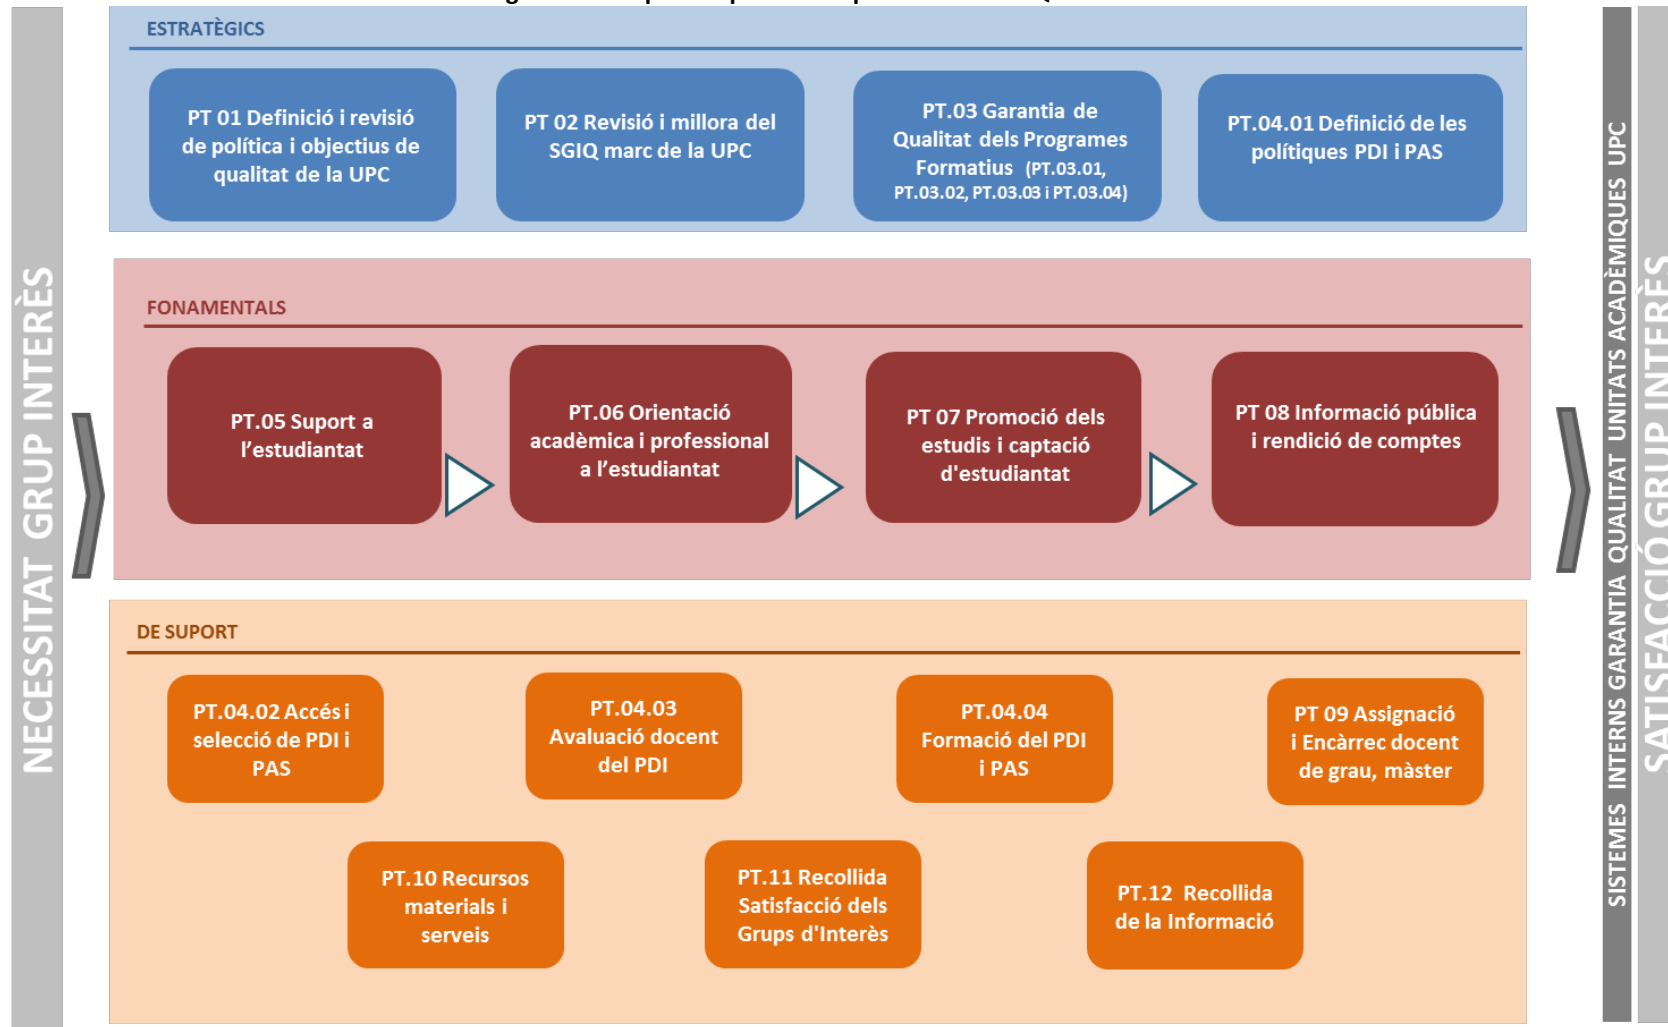 ESTRATÈGICS
PT 01 Definició i revisió
de política i objectius de
qualitat de la UPC
PT 02 Revisió i millora del
SGIQ marc de la UPC
PT.03 Garantia de
Qualitat dels Programes
Formatius (PT.03.01,
PT.03.02, PT.03.03 i PT.03.04)
PT.04.01 Definició de les
polítiques PDI i PAS
NECESSITAT GRUP INTERÈS
FONAMENTALS
PT.05 Suport a
l’estudiantat
PT.06 Orientació
acadèmica i professional
a l’estudiantat
PT 07 Promoció dels
estudis i captació
d'estudiantat
PT 08 Informació pública
i rendició de comptes
DE SUPORT
PT.04.02 Accés i
selecció de PDI i
PAS
PT.04.03
Avaluació docent
del PDI
PT.04.04
Formació del PDI
i PAS
PT 09 Assignació
i Encàrrec docent
de grau, màster
PT.10 Recursos
materials i
serveis
PT.11 Recollida
Satisfacció dels
Grups d'Interès
PT.12 Recollida
de la Informació
SISTEMES INTERNS GARANTIA QUALITAT UNITATS ACADÈMIQUES UPC
SATISFACCIÓ GRUP INTERÈS